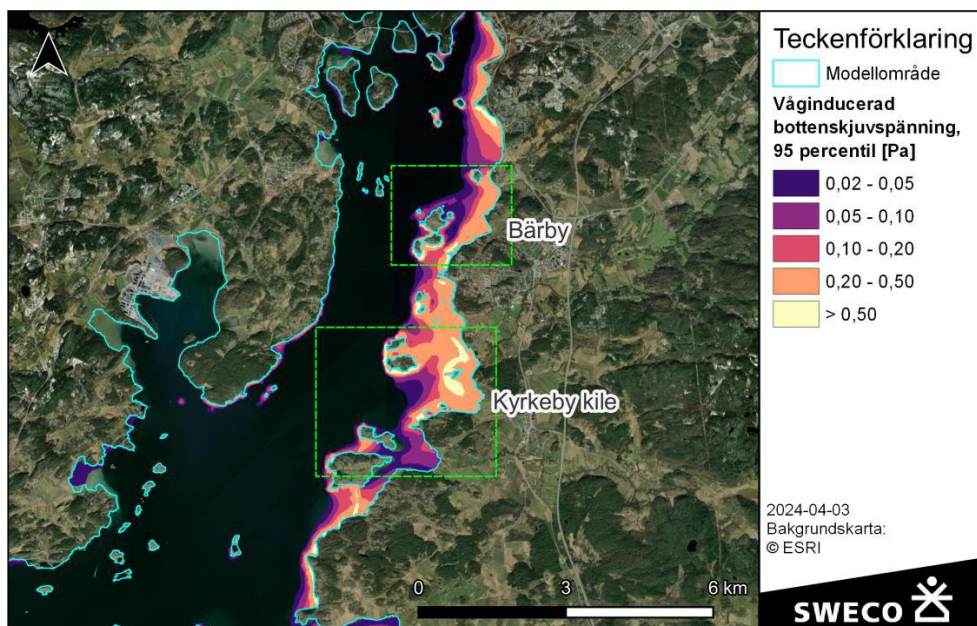 Teckenförklaring
Modellområde
Våginducerad
bottenskjuvspänning,
95 percentil [Pa]
0,02 - 0,05
0,05 - 0,10
0,10 - 0,20
0,20 - 0,50
> 0,50
Bärby
Kyrkeby kile
0 3 6 km
2024-04-03
Bakgrundskarta:
© ESRI
SWECO